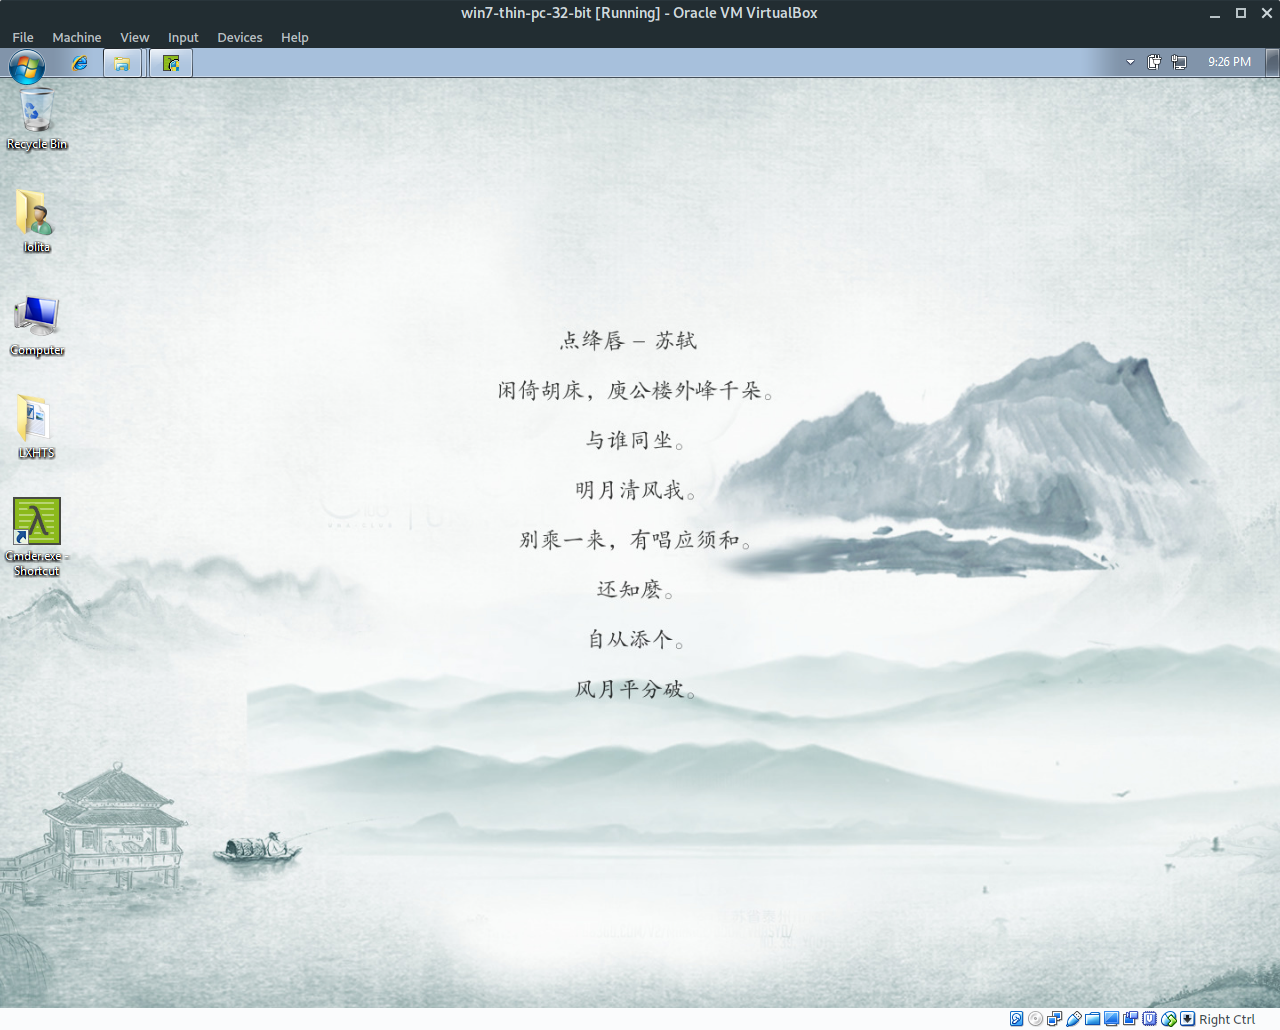 win7-thin-pc-32-bit [Running] - Oracle VM VirtualBox
File Machine View Input Devices Help
9:26 PM
Recycle Bin
lolita
Computer
LXHTS
Cmder.exe - Shortcut
点绛唇 – 苏轼
闲倚胡床，庾公楼外峰千朵。
与谁同坐。
明月清风我。
别乘一来，有唱应须和。
还知麽。
自从添个。
风月平分破。
Right Ctrl